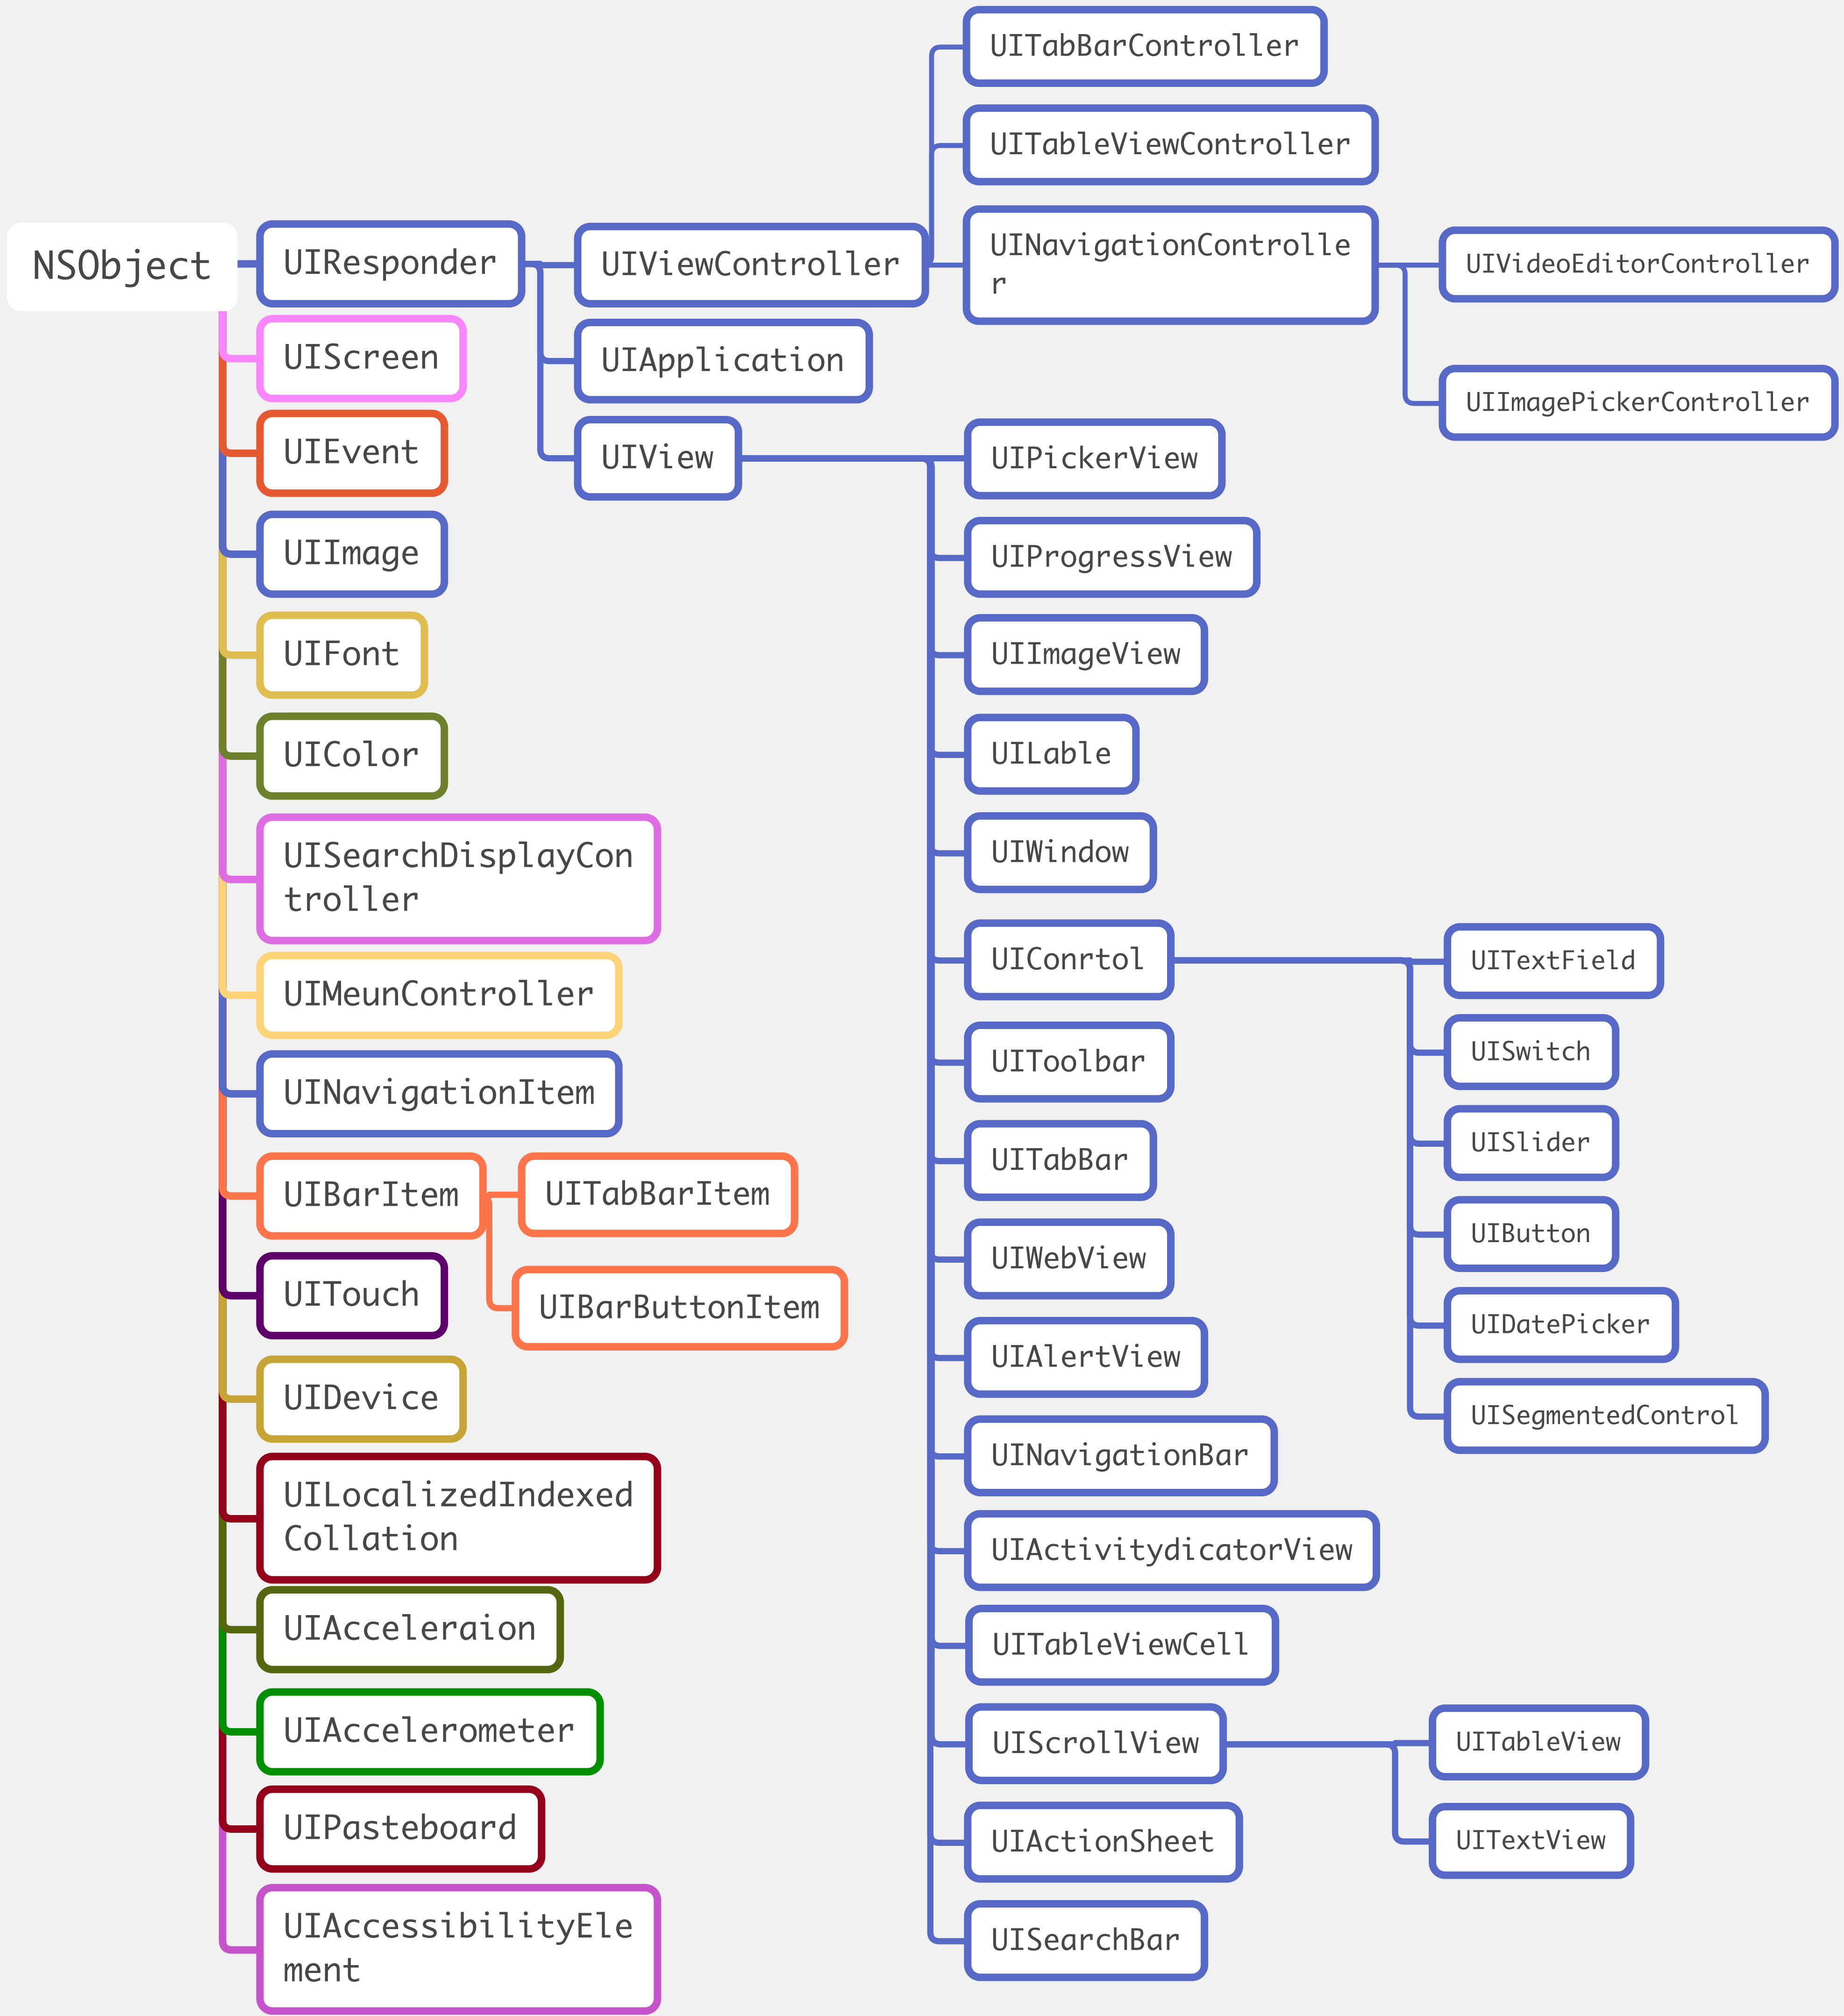 NSObject
UIResponder
UIScreen
UIEvent
UIImage
UIFont
UIColor
UISearchDisplayCon
troller
UIMeunController
UINavigationItem
UIBarItem
UITouch
UIDevice
UILocalizedIndexed
Collation
UIAcceleraion
UIAccelerometer
UIPasteboard
UIAccessibilityEle
ment
UITabBarItem
UIBarButtonItem
UIViewController
UIApplication
UIView
UITabBarController
UITableViewController
UINavigationControlle
r
UIVideoEditorController
UIImagePickerController
UIPickerView
UIProgressView
UIImageView
UILable
UIWindow
UIConrtol
UIToolbar
UITabBar
UIWebView
UIAlertView
UINavigationBar
UIActivitydicatorView
UITableViewCell
UIScrollView
UIActionSheet
UISearchBar
UITextField
UISwitch
UISlider
UIButton
UIDatePicker
UISegmentedControl
UITableView
UITextView